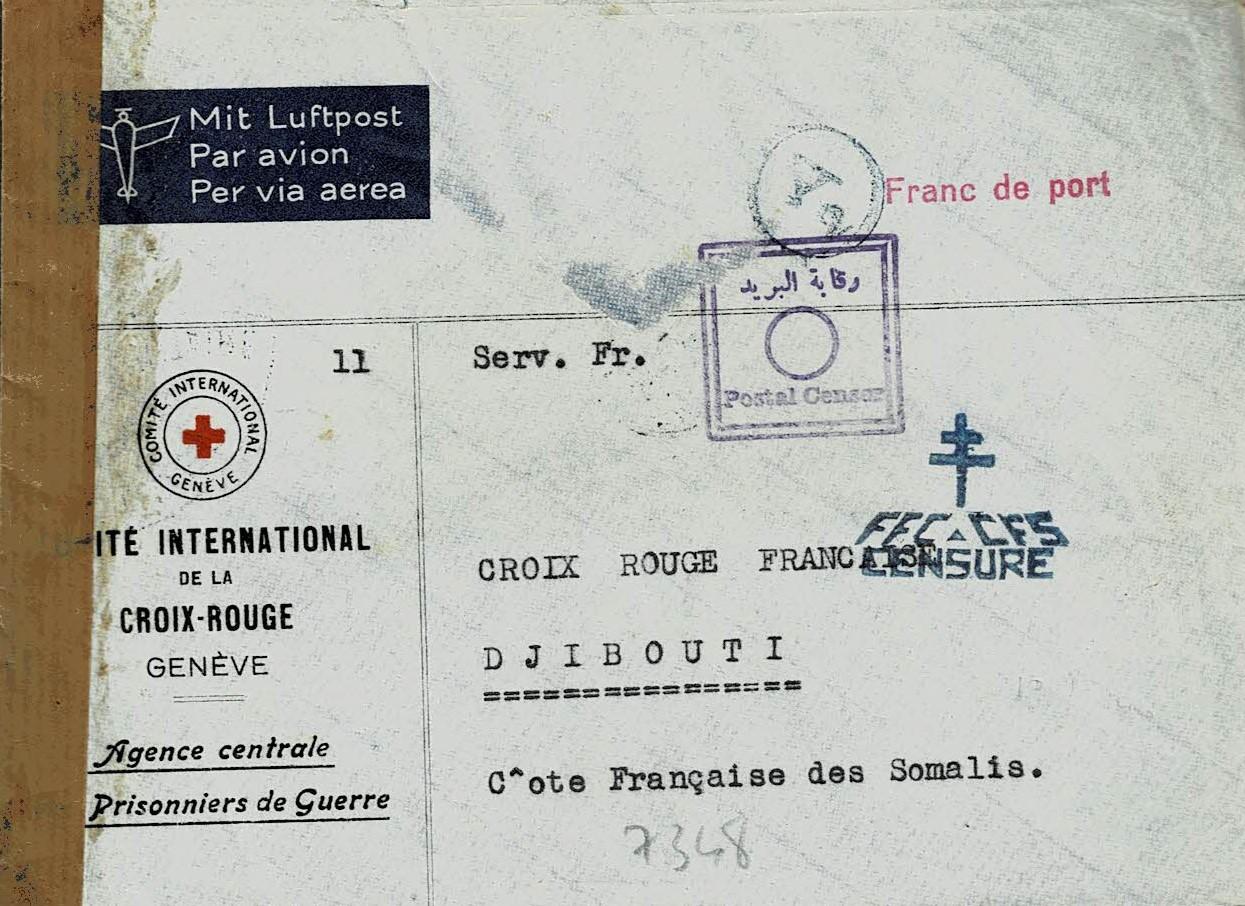 Mit Luftpost
Par avion
Per via aerea
Franc de port
رقابة البريد
Postal Censor
11
Serv. Fr.
COMITÉ INTERNATIONAL
GENÈVE
ITÉ INTERNATIONAL
DE LA
CROIX-ROUGE
GENÈVE
Agence centrale
Prisonniers de Guerre
FFC CFS
CENSURE
CROIX ROUGE FRANCAISE
DJIBOUTI
================
C^ote Française des Somalis.
7348